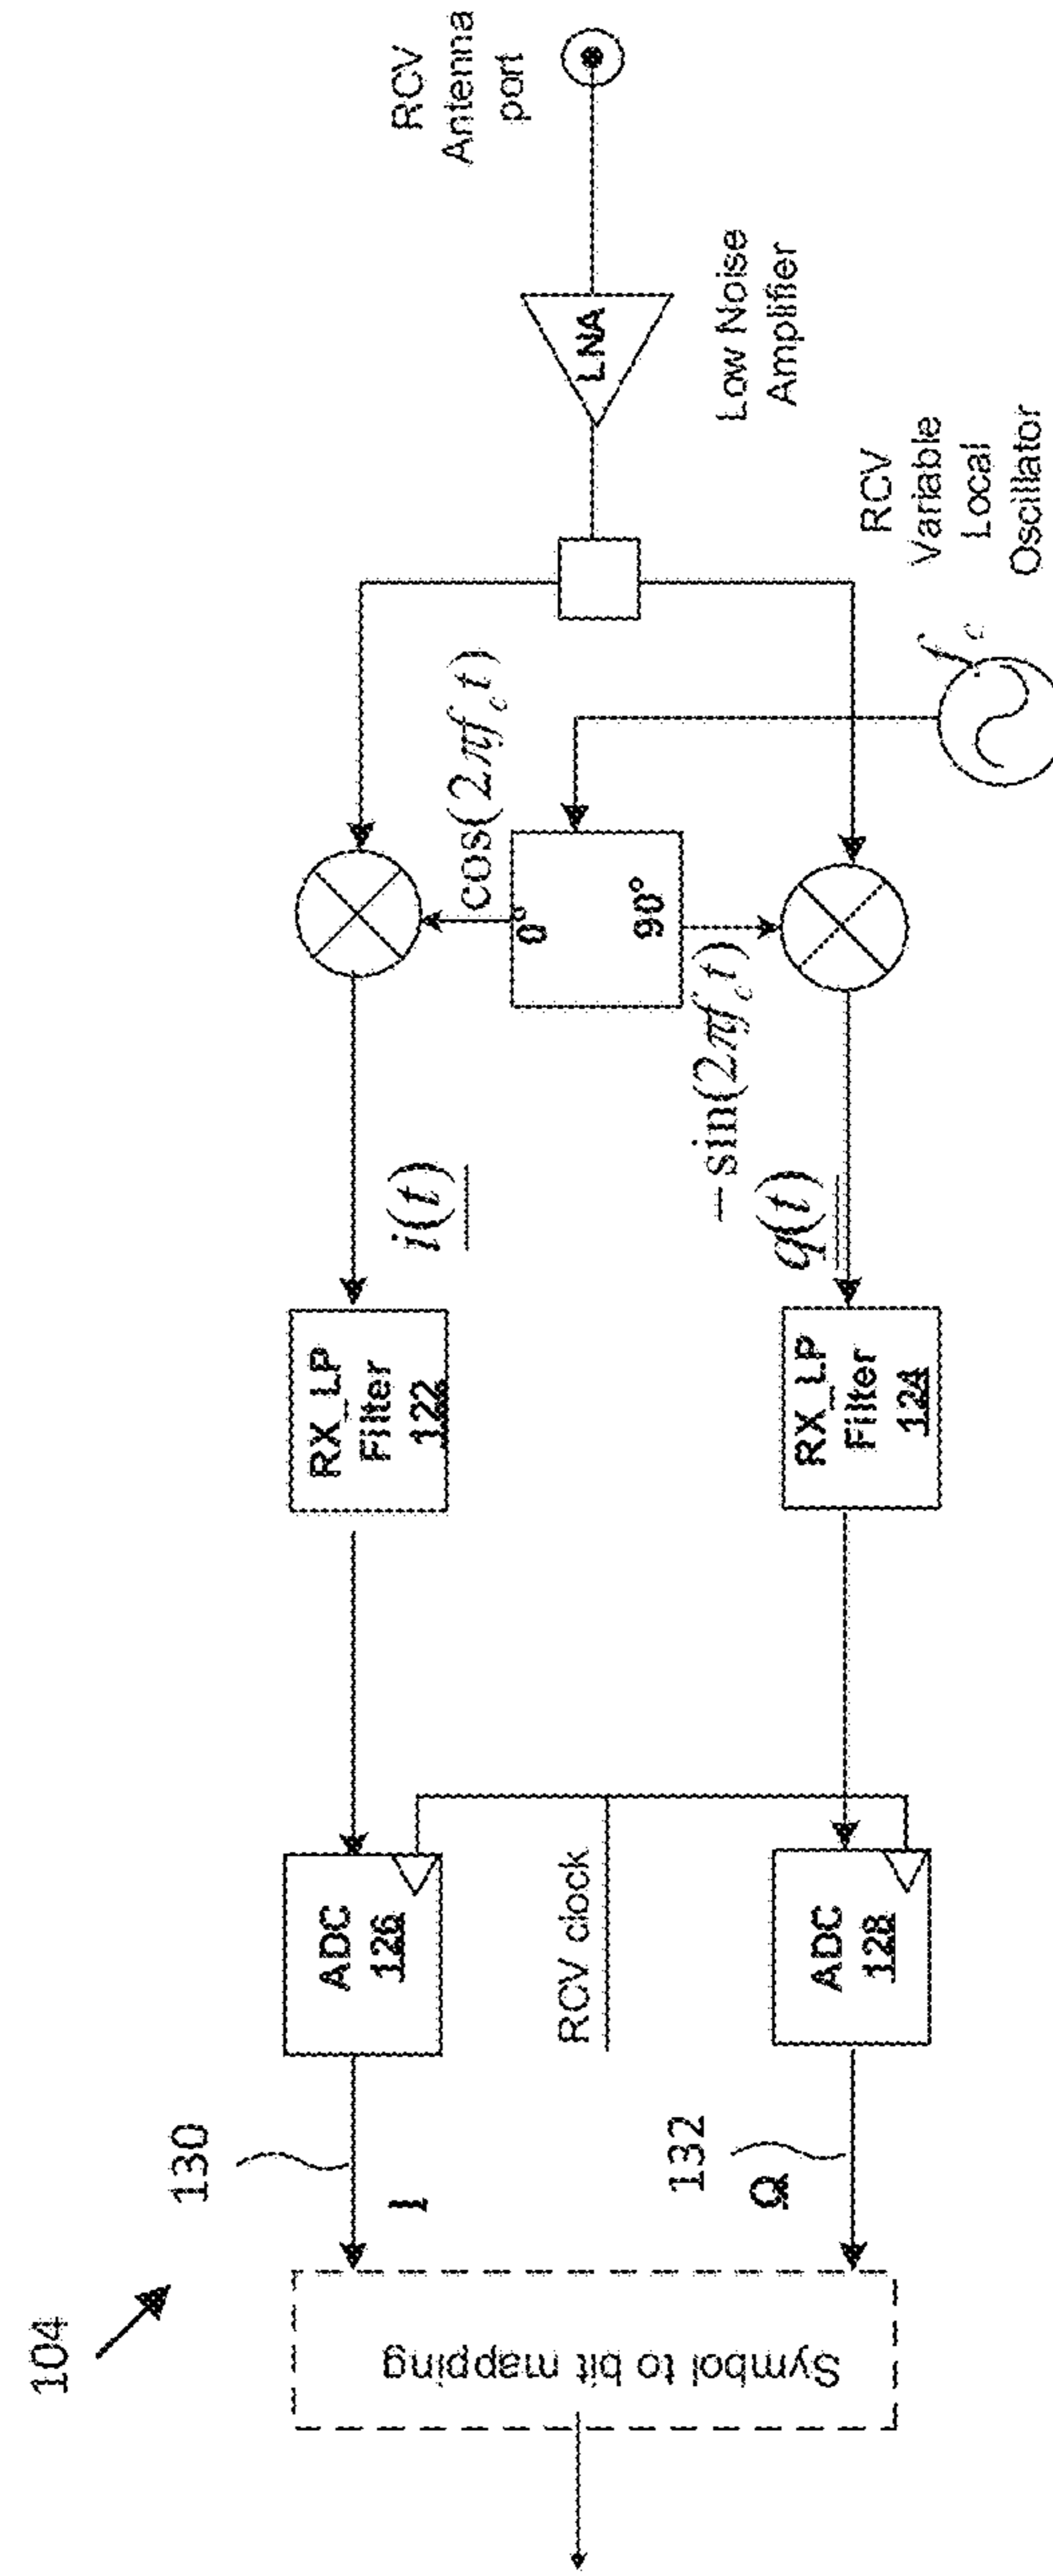 104
Symbol to bit mapping
130
I
132
Q
ADC
126
RCV clock
ADC
128
RX_LP
Filter
122
RX_LP
Filter
124
i(t)
q(t)
cos(2πf_c t)
0°
90°
−sin(2πf_c t)
f_c
RCV
Variable
Local
Oscillator
LNA
Low Noise
Amplifier
RCV
Antenna
port